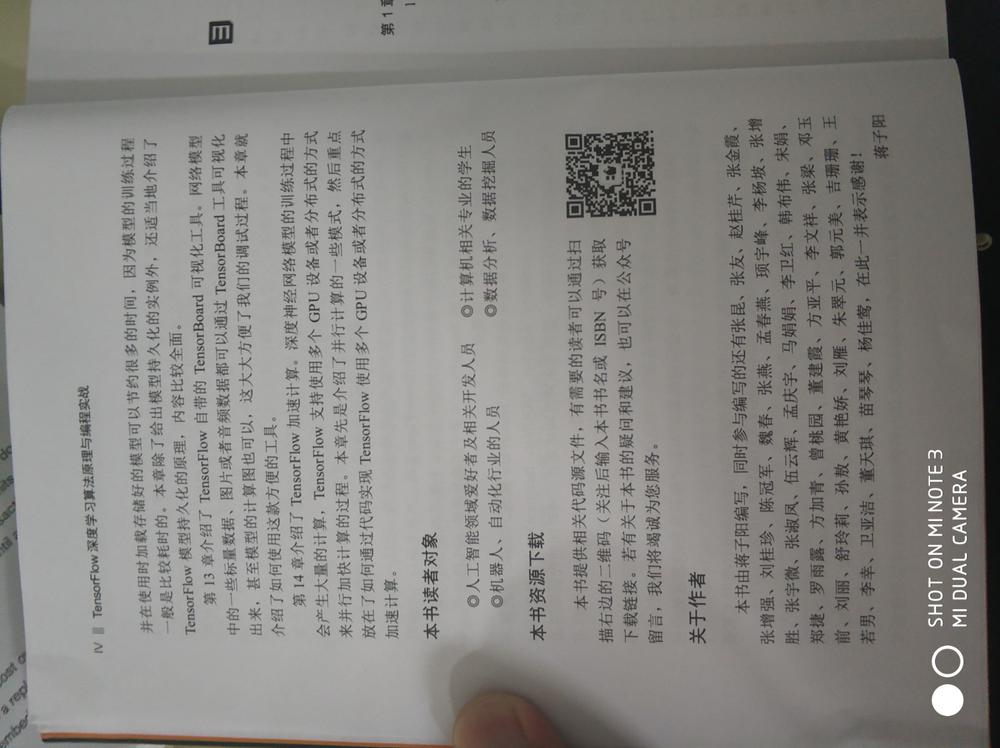 IV TensorFlow 深度学习算法原理与编程实战
并在使用时加载存储好的模型可以节约很多的时间，因为模型的训练过程
一般是比较耗时的。本章除了给出模型持久化的实例外，还适当地介绍了
TensorFlow 模型持久化的原理，内容比较全面。
第 13 章介绍了 TensorFlow 自带的 TensorBoard 可视化工具。网络模型
中的一些标量数据、图片或者音频数据都可以通过 TensorBoard 工具可视化
出来，甚至模型的计算图也可以，这大大方便了我们的调试过程。本章就
介绍了如何使用这款方便的工具。
第 14 章介绍了 TensorFlow 加速计算。深度神经网络模型的训练过程中
会产生大量的计算，TensorFlow 支持使用多个 GPU 设备或者分布式的方式
来并行加快计算的过程。本章先是介绍了并行计算的一些模式，然后重点
放在了如何通过代码实现 TensorFlow 使用多个 GPU 设备或者分布式的方式
加速计算。
本书读者对象
◎人工智能领域爱好者及相关开发人员 ◎计算机相关专业的学生
◎机器人、自动化行业的人员 ◎数据分析、数据挖掘人员
本书资源下载
本书提供相关代码源文件，有需要的读者可以通过扫
描右边的二维码（关注后输入本书书名或 ISBN 号）获取
下载链接。若有关于本书的疑问和建议，也可以在公众号
留言，我们将竭诚为您服务。
关于作者
本书由蒋子阳编写，同时参与编写的还有张昆、张友、赵桂芹、张金霞、
张增强、刘桂珍、陈冠军、魏春、张燕、孟春燕、顼宇峰、李杨坡、张增
胜、张宇微、张淑凤、伍云辉、孟庆宇、马娟娟、李卫红、韩布伟、宋娟、
郑捷、罗雨露、方加青、曾桃园、董建霞、方亚平、李文祥、张梁、邓玉
前、刘丽、舒玲莉、孙敖、黄艳娇、刘雁、朱翠元、郭元美、吉珊珊、王
若男、李幸、卫亚洁、董天琪、苗琴琴、杨佳莺，在此一并表示感谢！
蒋子阳
第 1 章
SHOT ON MI NOTE 3
MI DUAL CAMERA